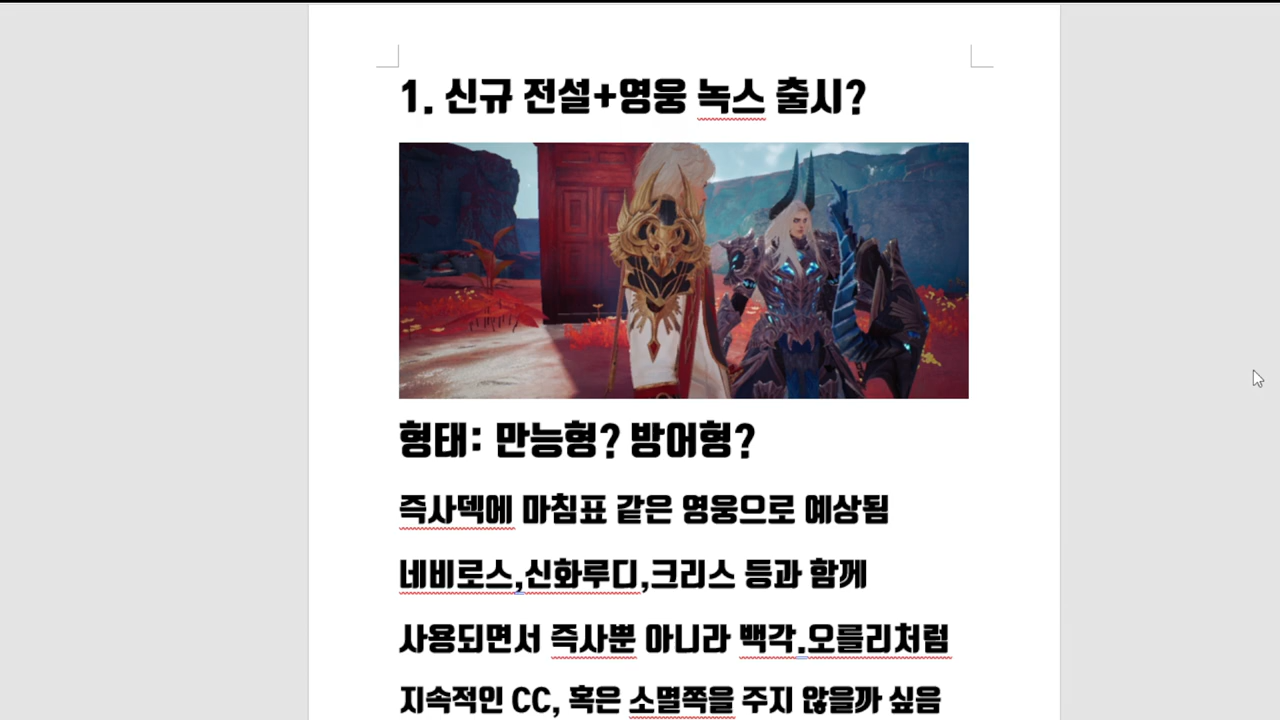 1. 신규 전설+영웅 녹스 출시?
형태: 만능형? 방어형?
즉사덱에 마침표 같은 영웅으로 예상됨
네비로스,신화루디,크리스 등과 함께
사용되면서 즉사뿐 아니라 백각.오를리처럼
지속적인 CC, 혹은 소멸쪽을 주지 않을까 싶음